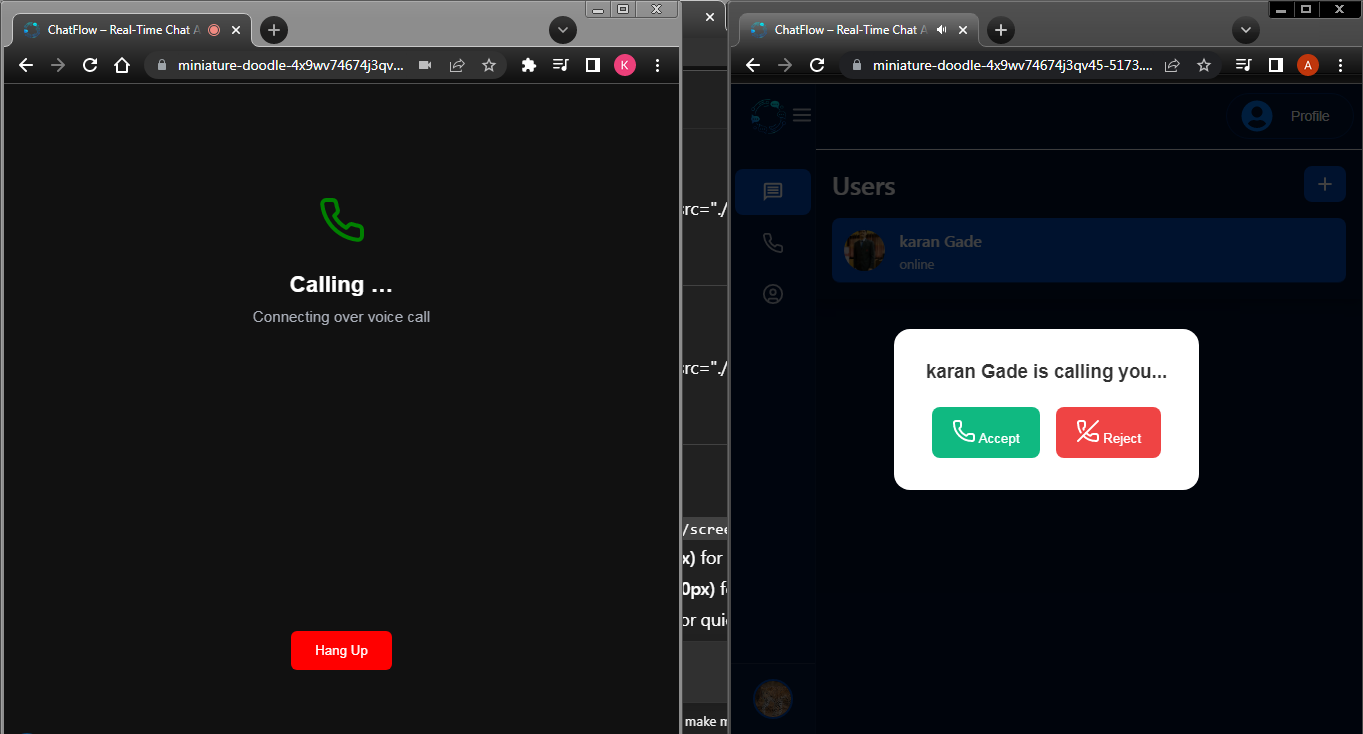 ChatFlow – Real-Time Chat A
miniature-doodle-4x9wv74674j3qv...
K
Calling ...
Connecting over voice call
Hang Up
rc="./
rc="./
/scree
x) for
0px) f
or quic
make m
ChatFlow – Real-Time Chat A
miniature-doodle-4x9wv74674j3qv45-5173....
A
Profile
Users
+
karan Gade
online
karan Gade is calling you...
Accept
Reject